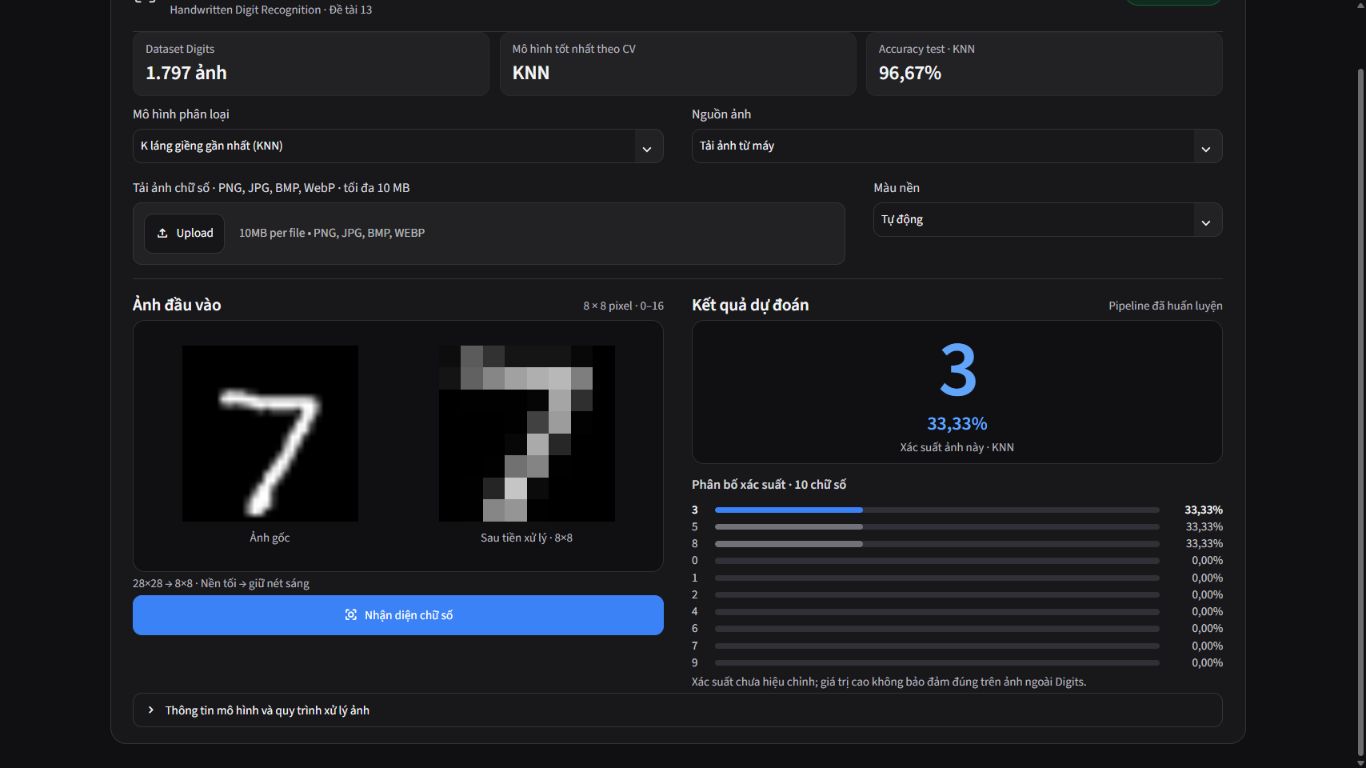 Handwritten Digit Recognition · Đề tài 13
Dataset Digits
1.797 ảnh
Mô hình tốt nhất theo CV
KNN
Accuracy test · KNN
96,67%
Mô hình phân loại
K láng giềng gần nhất (KNN)
Nguồn ảnh
Tải ảnh từ máy
Tải ảnh chữ số · PNG, JPG, BMP, WebP · tối đa 10 MB
Upload
10MB per file • PNG, JPG, BMP, WEBP
Màu nền
Tự động
Ảnh đầu vào
8 × 8 pixel · 0–16
7
7
Ảnh gốc
Sau tiền xử lý · 8×8
28×28 → 8×8 · Nền tối → giữ nét sáng
Nhận diện chữ số
Kết quả dự đoán
Pipeline đã huấn luyện
3
33,33%
Xác suất ảnh này · KNN
Phân bố xác suất · 10 chữ số
3 33,33%
5 33,33%
8 33,33%
0 0,00%
1 0,00%
2 0,00%
4 0,00%
6 0,00%
7 0,00%
9 0,00%
Xác suất chưa hiệu chỉnh; giá trị cao không bảo đảm đúng trên ảnh ngoài Digits.
Thông tin mô hình và quy trình xử lý ảnh